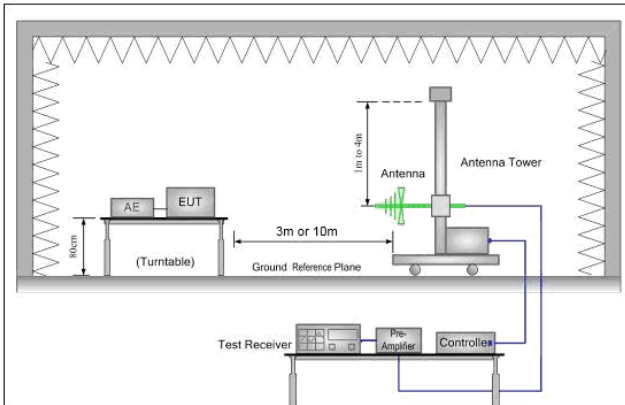 1m to 4m
Antenna
Antenna Tower
AE
EUT
80cm
(Turntable)
3m or 10m
Ground Reference Plane
Test Receiver
Pre-
Amplifier
Controller